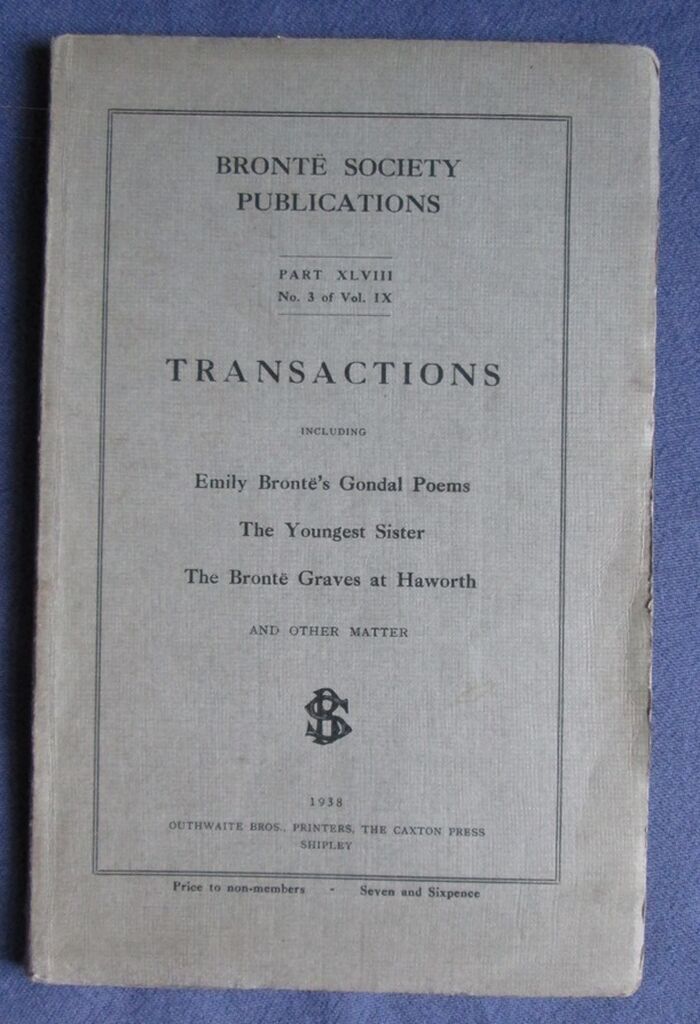 BRONTË SOCIETY
PUBLICATIONS
PART XLVIII
No. 3 of Vol. IX
TRANSACTIONS
INCLUDING
Emily Brontë's Gondal Poems
The Youngest Sister
The Brontë Graves at Haworth
AND OTHER MATTER
BS
1938
OUTHWAITE BROS., PRINTERS, THE CAXTON PRESS
SHIPLEY
Price to non-members - Seven and Sixpence